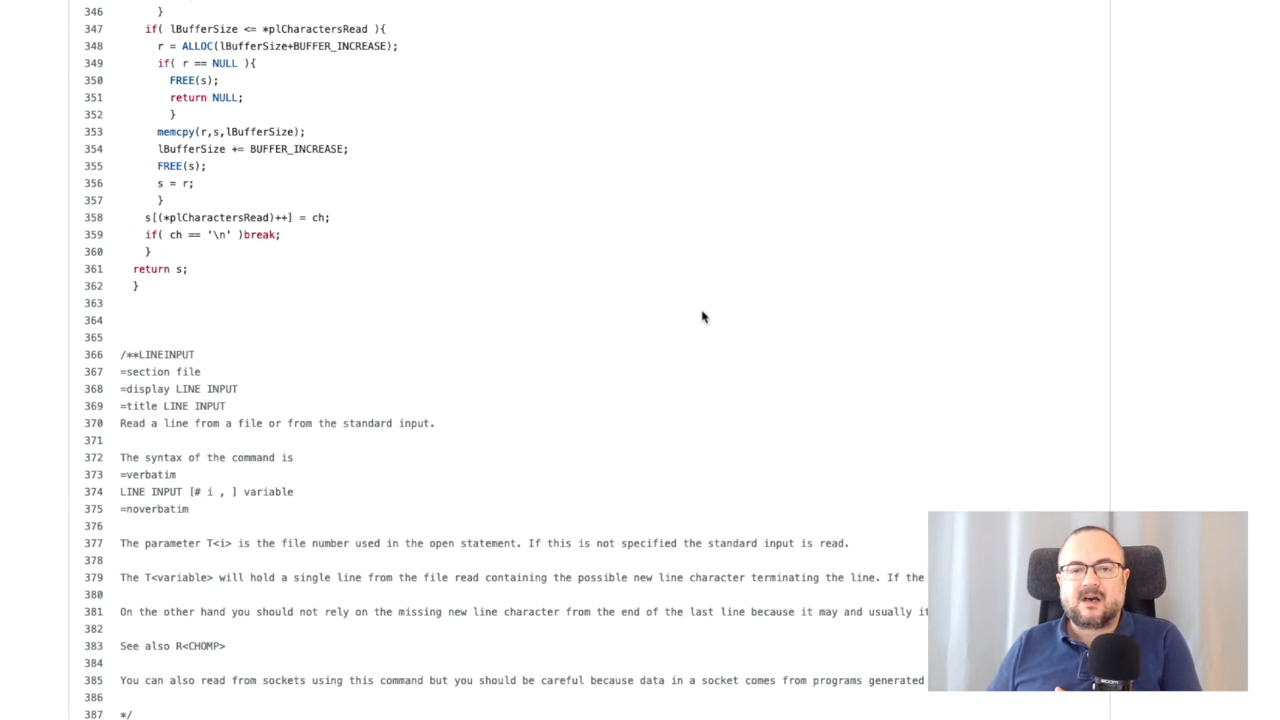 346 }
347 if( lBufferSize <= *plCharactersRead ){
348 r = ALLOC(lBufferSize+BUFFER_INCREASE);
349 if( r == NULL ){
350 FREE(s);
351 return NULL;
352 }
353 memcpy(r,s,lBufferSize);
354 lBufferSize += BUFFER_INCREASE;
355 FREE(s);
356 s = r;
357 }
358 s[(*plCharactersRead)++] = ch;
359 if( ch == '\n' )break;
360 }
361 return s;
362 }
363
364
365
366 /**LINEINPUT
367 =section file
368 =display LINE INPUT
369 =title LINE INPUT
370 Read a line from a file or from the standard input.
371
372 The syntax of the command is
373 =verbatim
374 LINE INPUT [# i , ] variable
375 =noverbatim
376
377 The parameter T<i> is the file number used in the open statement. If this is not specified the standard input is read.
378
379 The T<variable> will hold a single line from the file read containing the possible new line character terminating the line. If the
380
381 On the other hand you should not rely on the missing new line character from the end of the last line because it may and usually
382
383 See also R<CHOMP>
384
385 You can also read from sockets using this command but you should be careful because data in a socket comes from programs generated
386
387 */
zoom